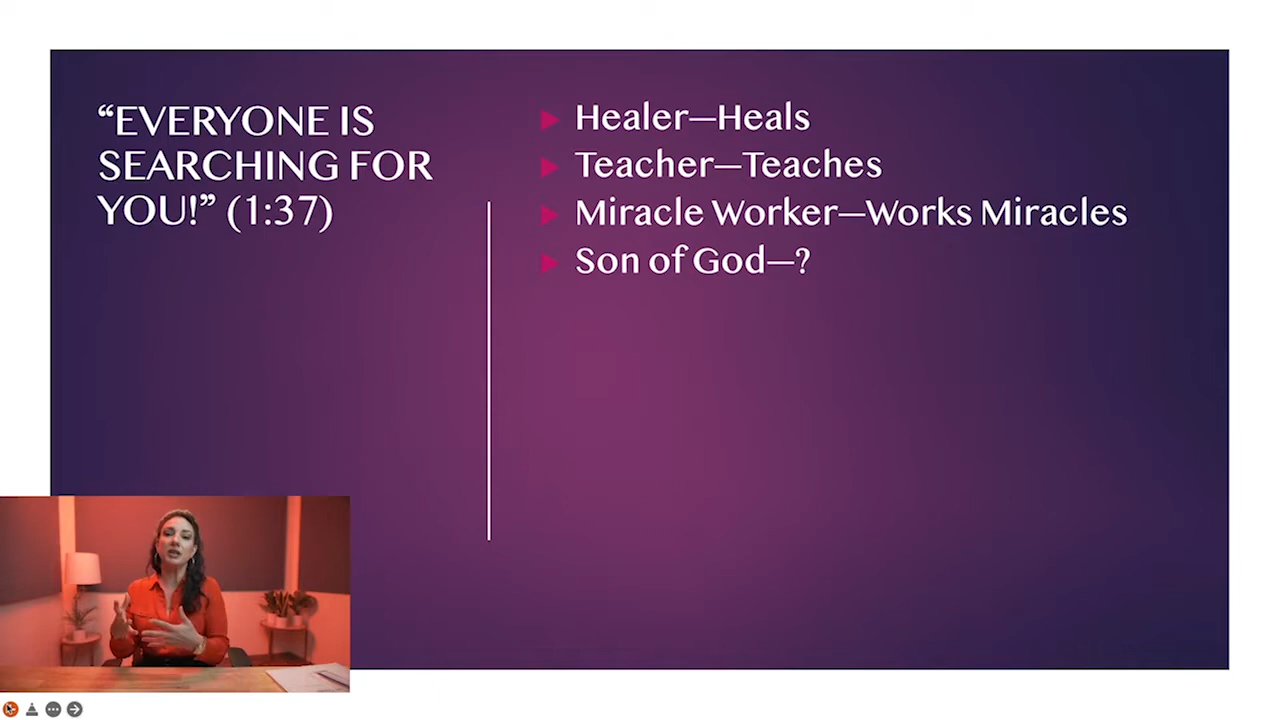 “EVERYONE IS
SEARCHING FOR
YOU!” (1:37)
Healer—Heals
Teacher—Teaches
Miracle Worker—Works Miracles
Son of God—?